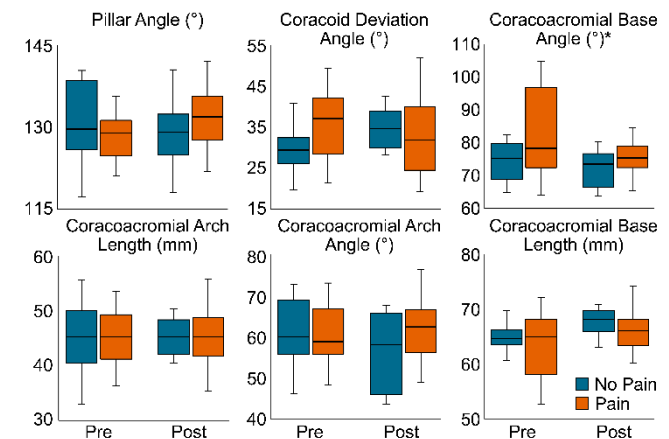 Pillar Angle (°)
Coracoid Deviation
Angle (°)
Coracoacromial Base
Angle (°)*
145
130
115
55
45
35
25
15
110
100
90
80
70
60
Coracoacromial Arch
Length (mm)
Coracoacromial Arch
Angle (°)
Coracoacromial Base
Length (mm)
60
50
40
30
80
70
60
50
40
80
70
60
50
No Pain
Pain
Pre Post
Pre Post
Pre Post